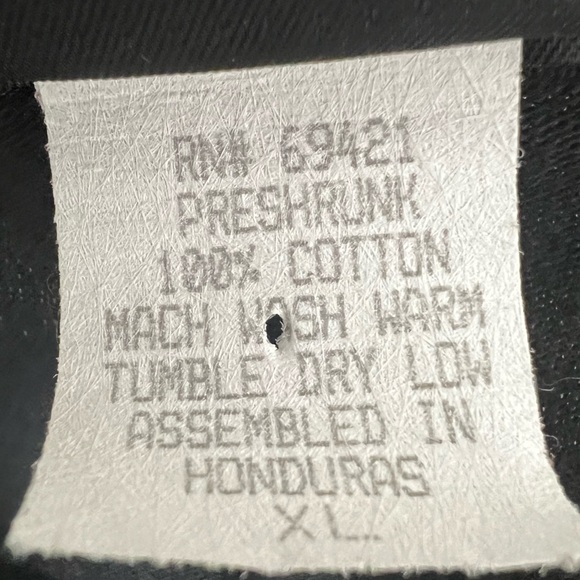 RN# 69421
PRESHRUNK
100% COTTON
MACH WASH WARM
TUMBLE DRY LOW
ASSEMBLED IN
HONDURAS
XL